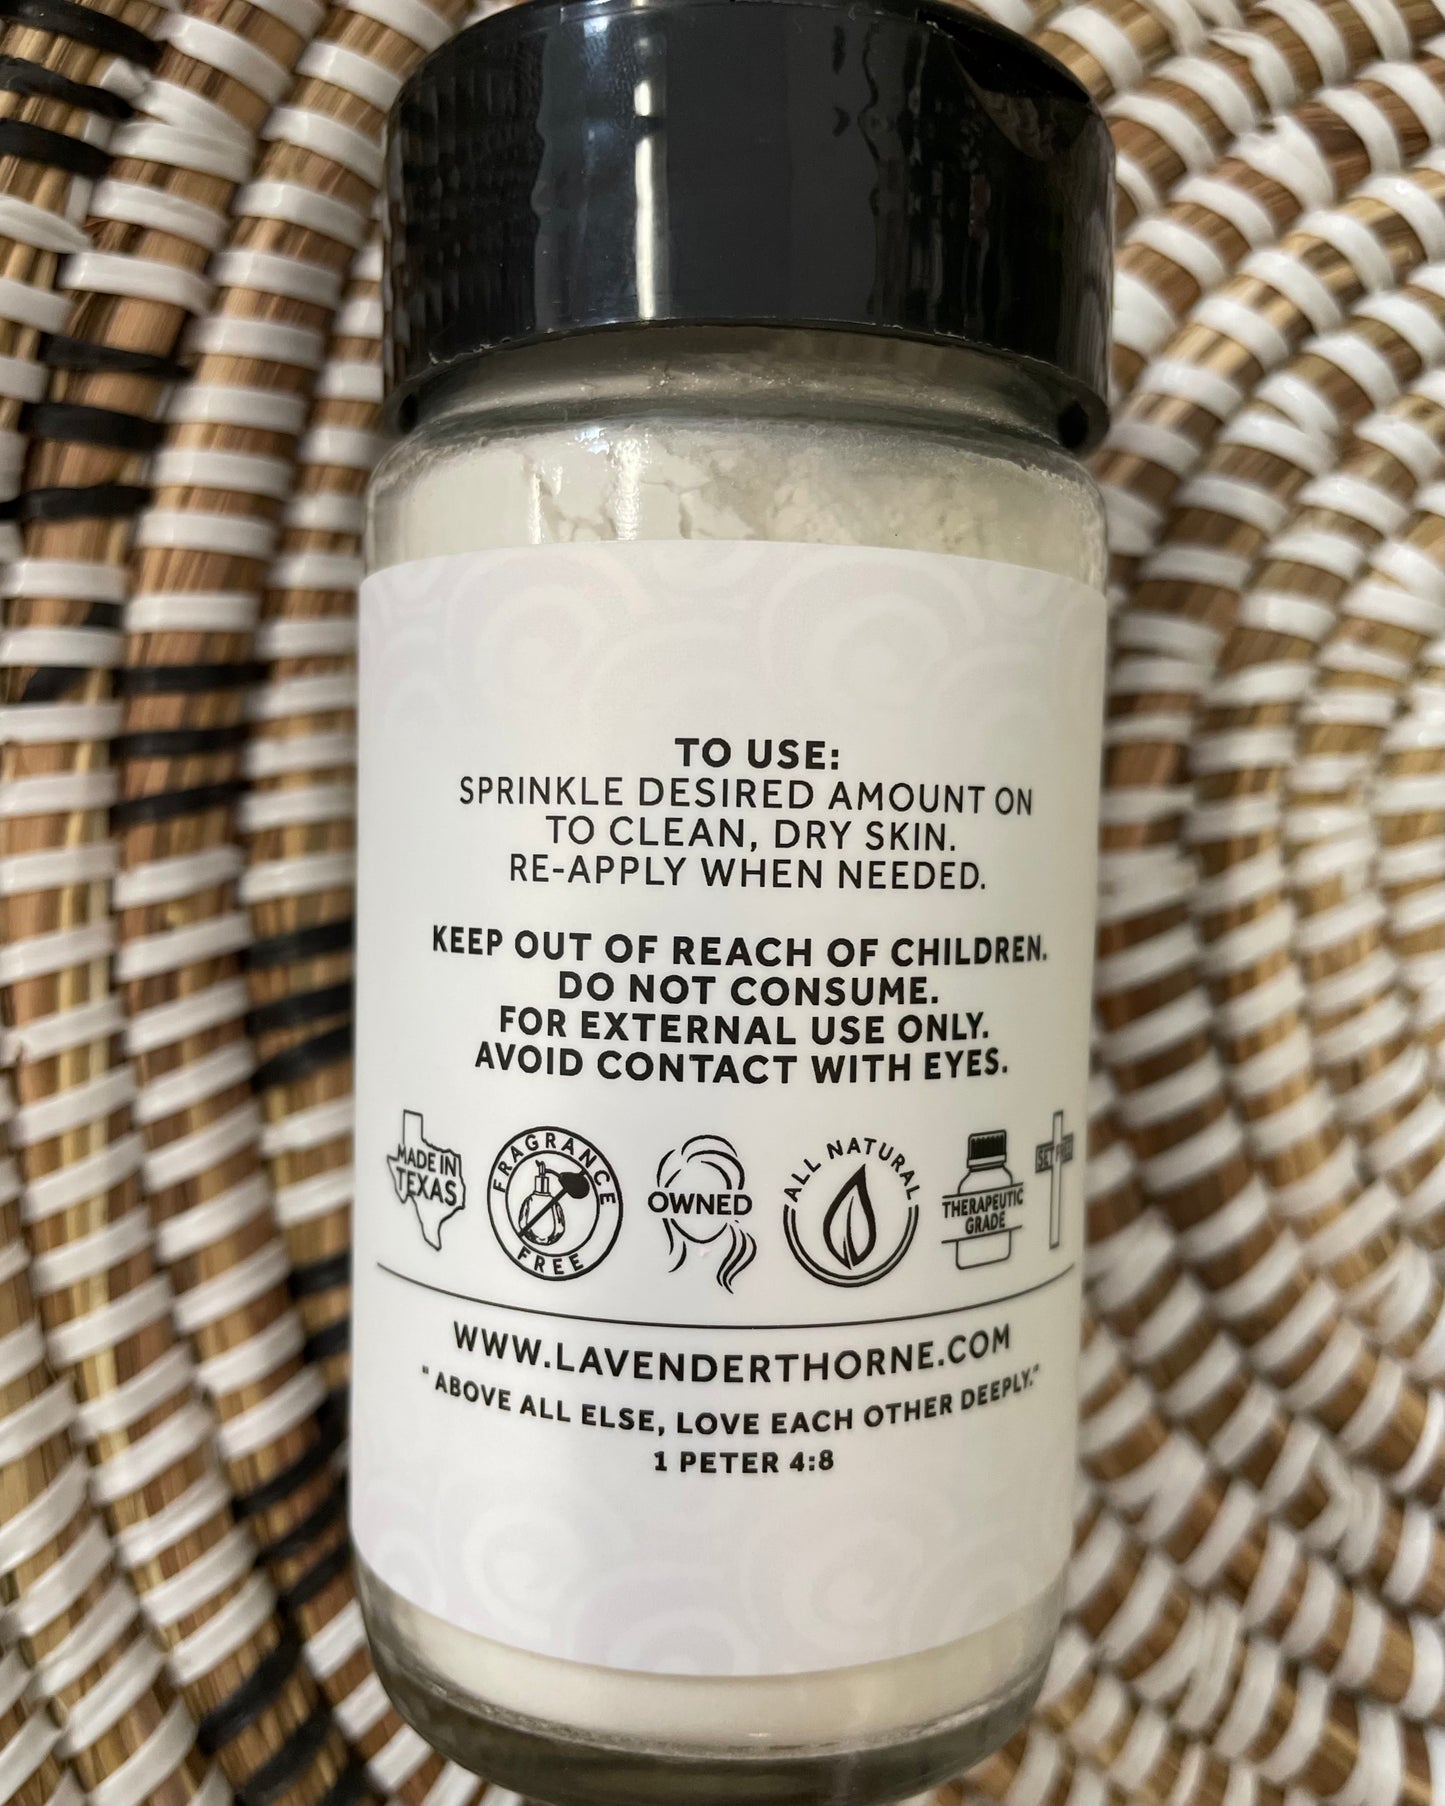 TO USE:
SPRINKLE DESIRED AMOUNT ON
TO CLEAN, DRY SKIN.
RE-APPLY WHEN NEEDED.
KEEP OUT OF REACH OF CHILDREN.
DO NOT CONSUME.
FOR EXTERNAL USE ONLY.
AVOID CONTACT WITH EYES.
MADE IN
TEXAS
FRAGRANCE
FREE
OWNED
ALL NATURAL
THERAPEUTIC
GRADE
SET FREE
WWW.LAVENDERTHORNE.COM
"ABOVE ALL ELSE, LOVE EACH OTHER DEEPLY."
1 PETER 4:8